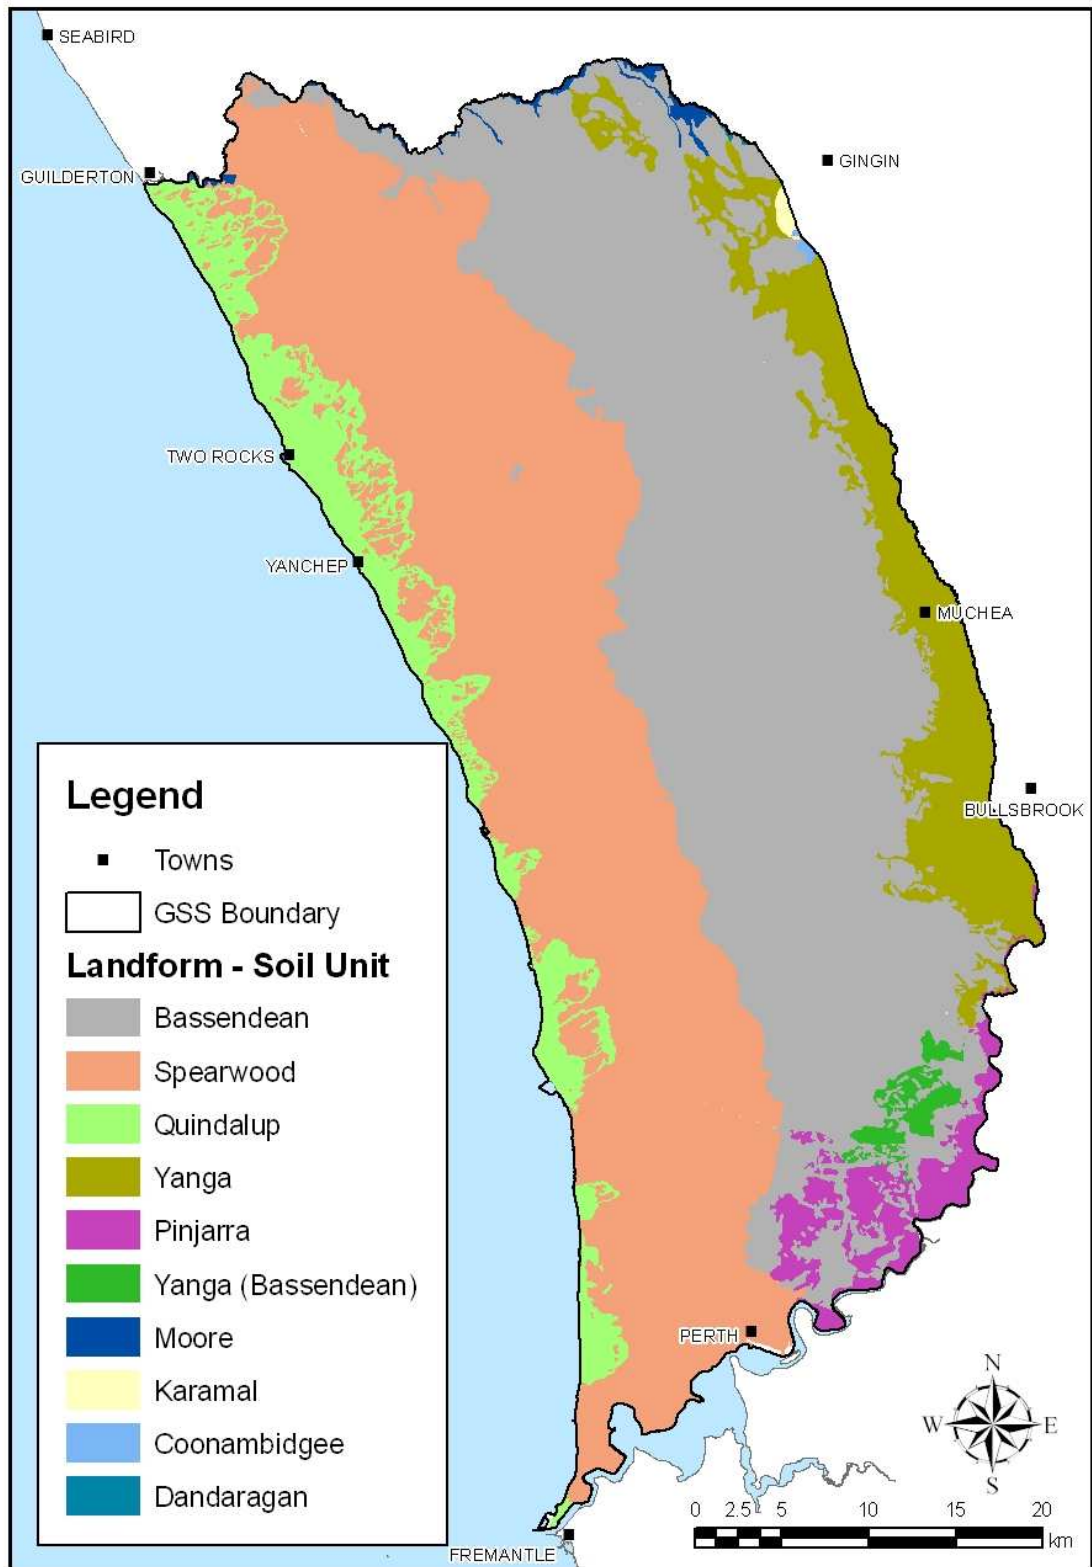 SEABIRD
GINGIN
GUILDERTON
TWO ROCKS
YANCHEP
MUCHEA
BULLSBROOK
Legend
Towns
GSS Boundary
Landform - Soil Unit
Bassendean
Spearwood
Quindalup
Yanga
Pinjarra
Yanga (Bassendean)
Moore
Karamal
Coonambidgee
Dandaragan
PERTH
FREMANTLE
N
W E
S
0 2.5 5 10 15 20
km